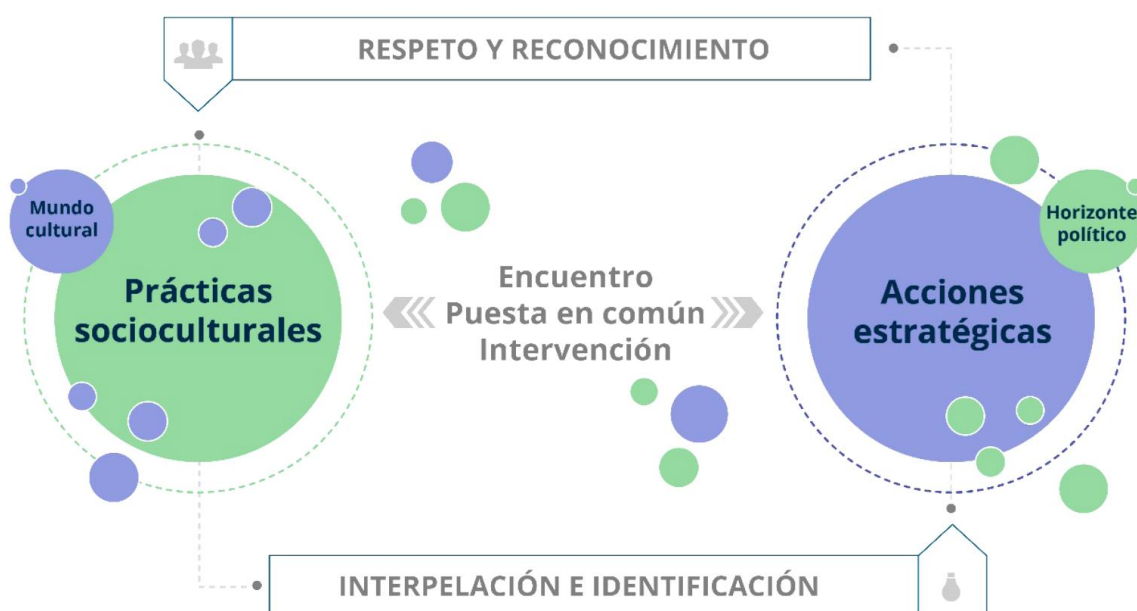 RESPETO Y RECONOCIMIENTO
Mundo
cultural
Prácticas
socioculturales
Encuentro
Puesta en común
Intervención
Acciones
estratégicas
Horizonte
político
INTERPELACIÓN E IDENTIFICACIÓN